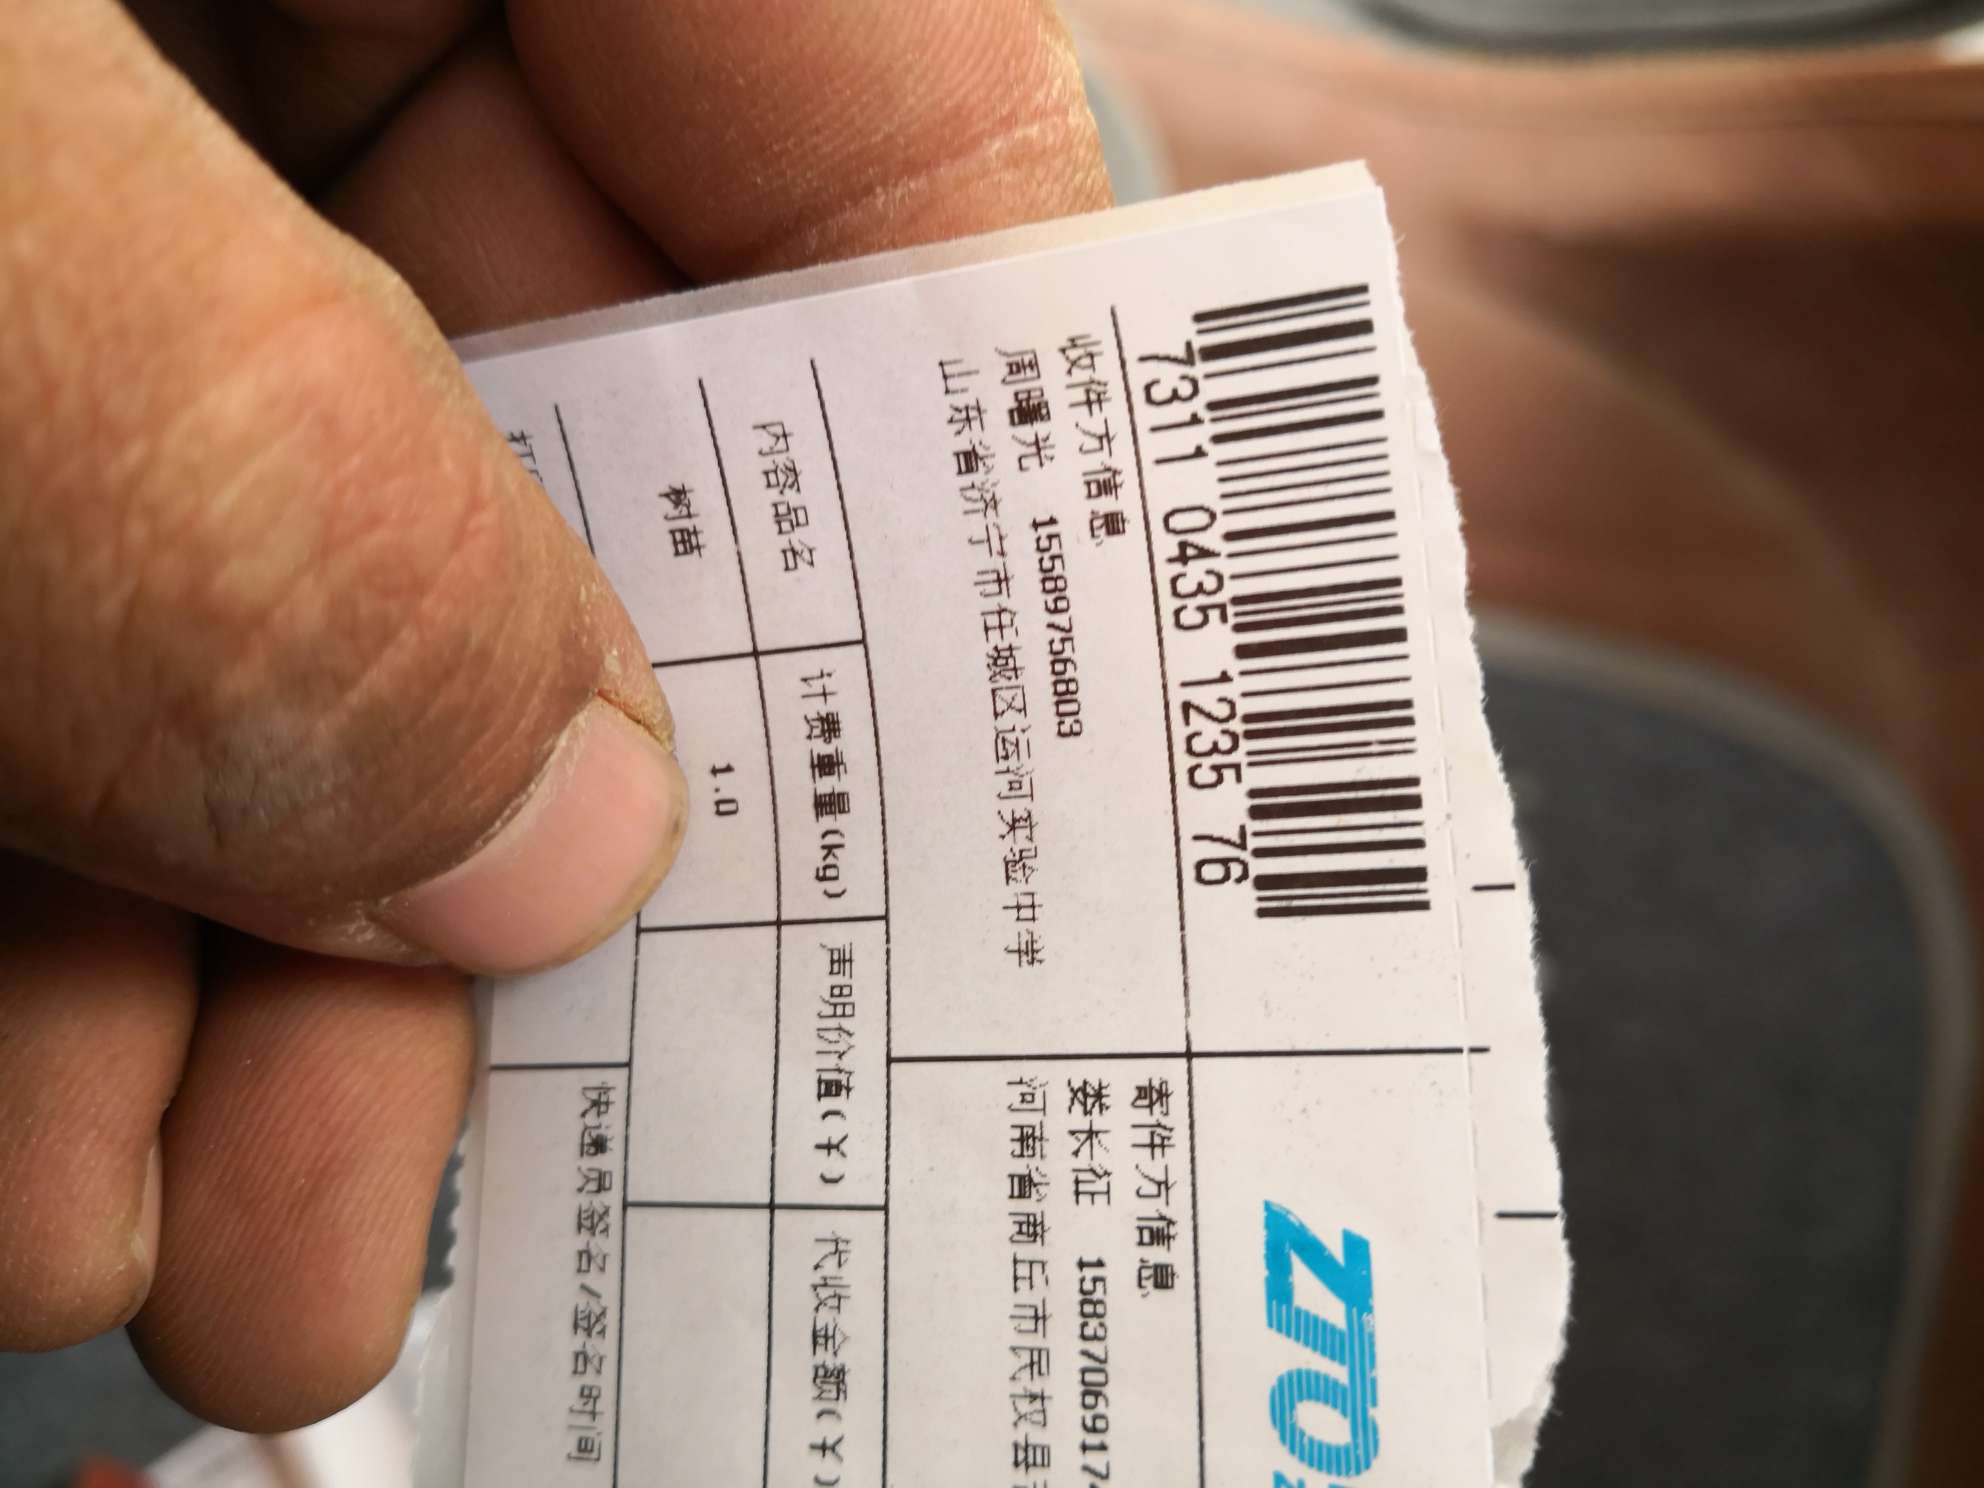 7311 0435 1235 76
ZTO
收件方信息
周曙光 15589756803
山东省济宁市任城区运河实验中学
寄件方信息
娄长征 1583706917
河南省商丘市民权县
内容品名 计费重量(kg) 声明价值(￥) 代收金额(￥)
树苗 1.0
快递员签名/签名时间